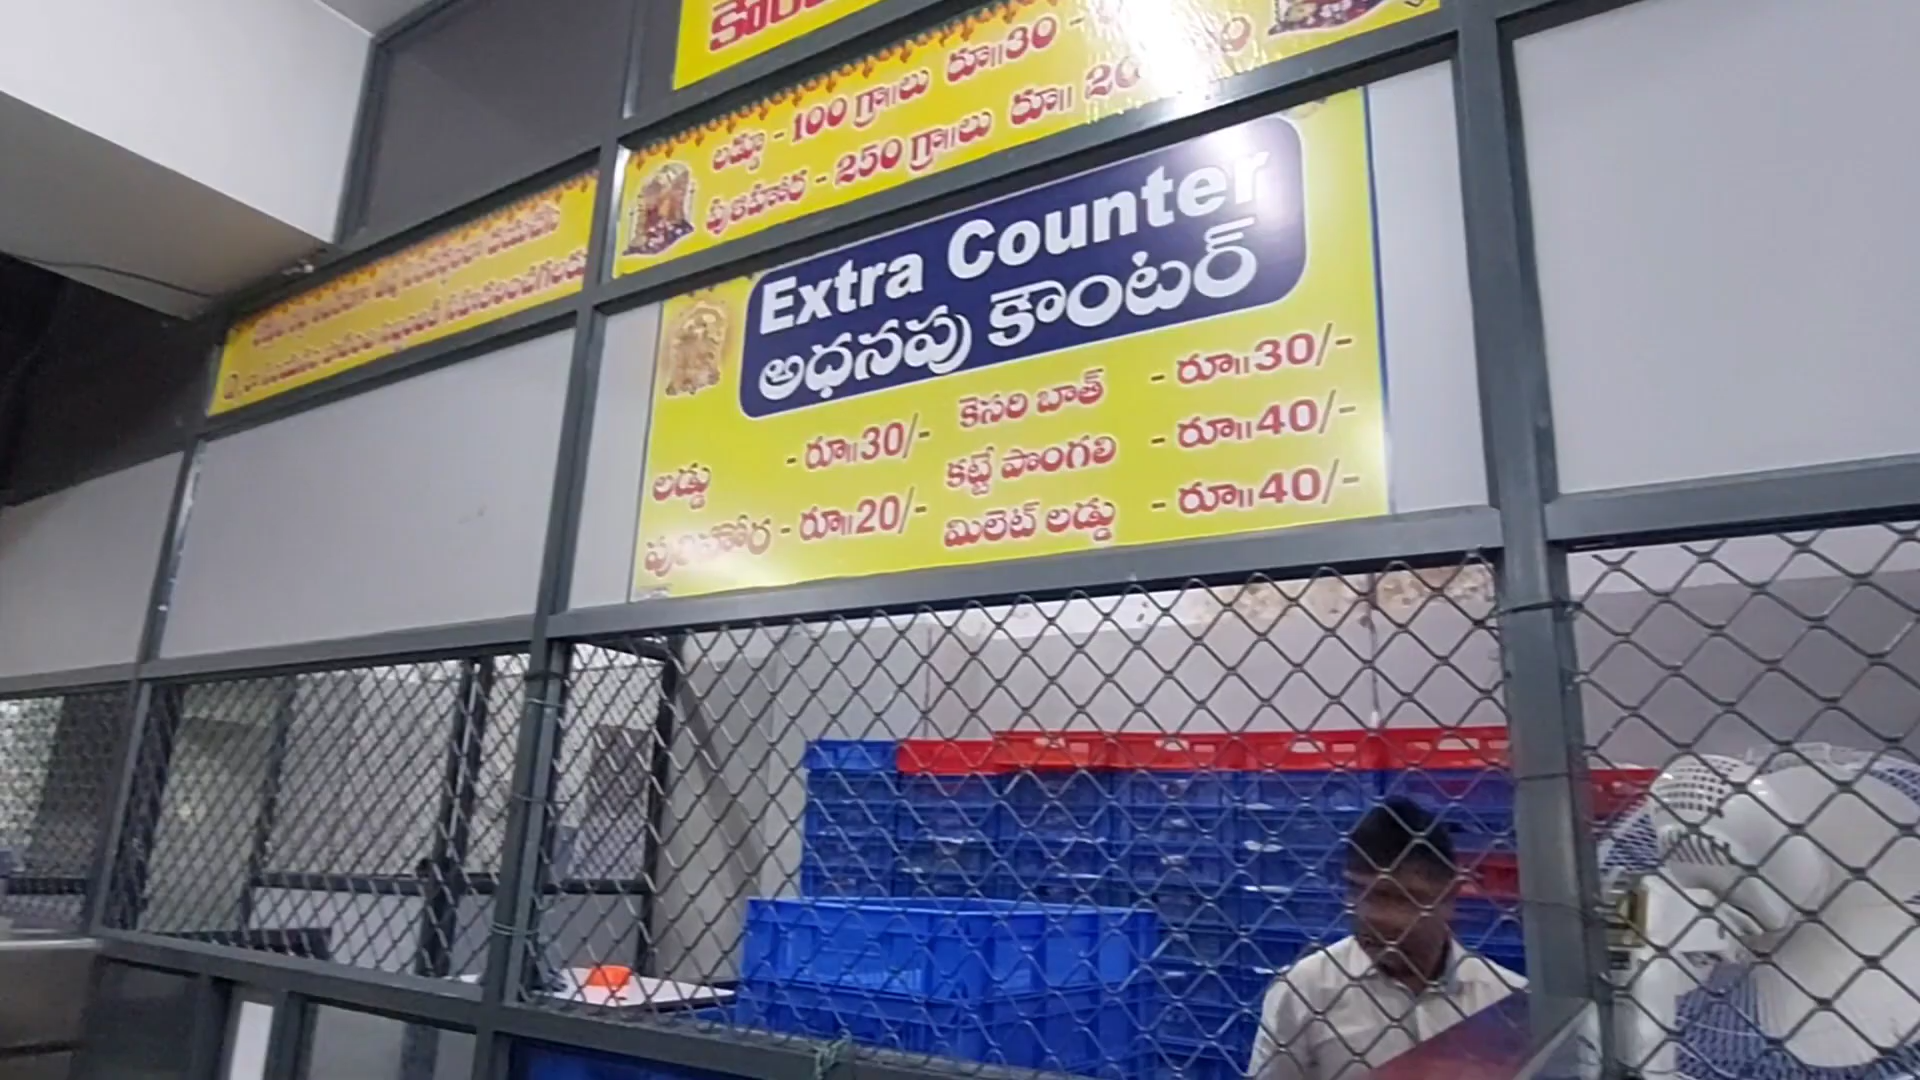 లడ్డూ - 100 గ్రా॥లు రూ॥30 -
పులిహోర - 250 గ్రా॥లు రూ॥ 20
Extra Counter
అధనపు కౌంటర్
లడ్డు - రూ॥30/-
పులిహోర - రూ॥20/-
కేసరి బాత్ - రూ॥30/-
కట్టే పొంగలి - రూ॥40/-
మిలెట్ లడ్డు - రూ॥40/-